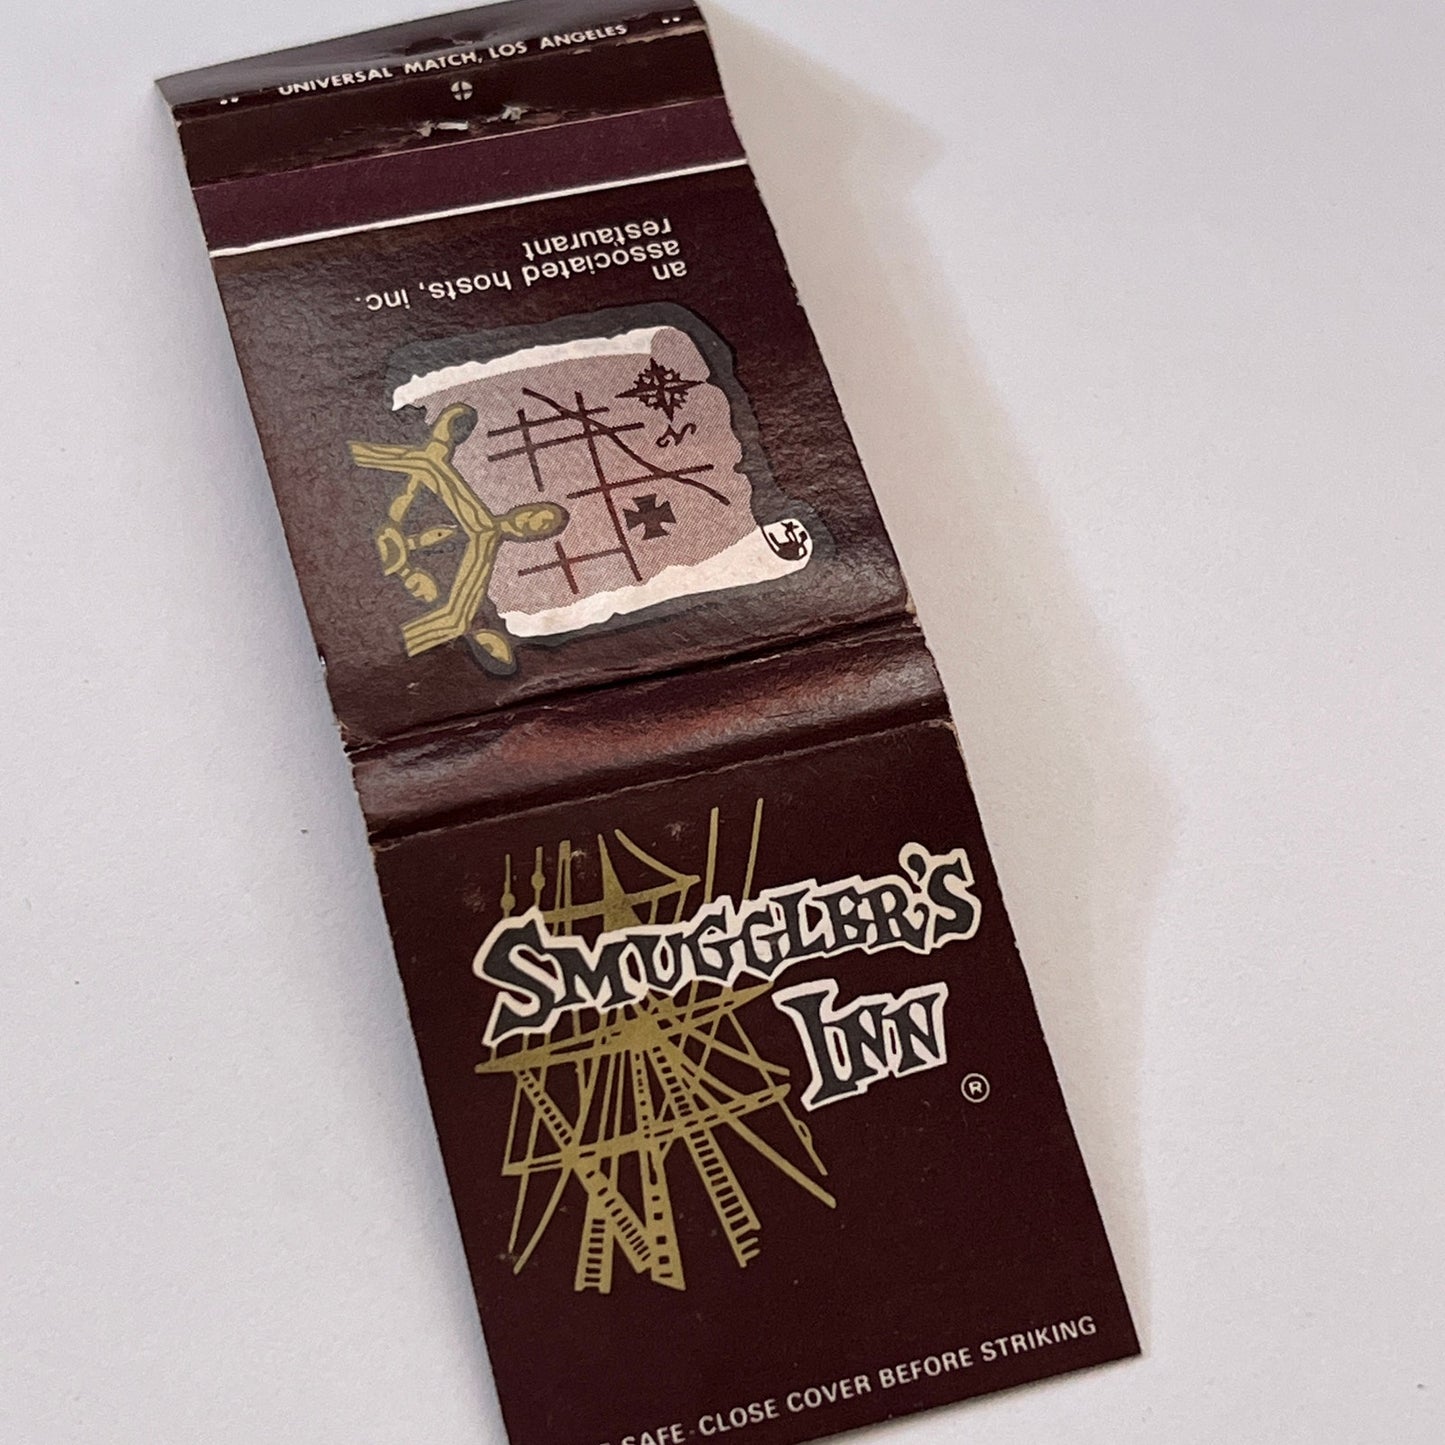 UNIVERSAL MATCH, LOS ANGELES
an
associated hosts, inc.
restaurant
N
SMUGGLER'S
INN
®
SAFE - CLOSE COVER BEFORE STRIKING